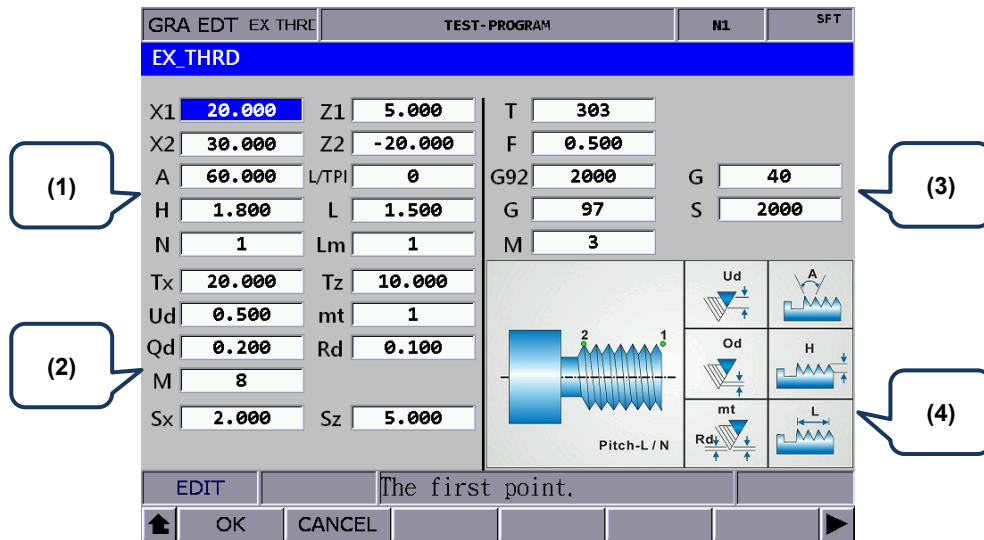 GRA EDT EX THRD TEST-PROGRAM N1 SFT
EX_THRD
X1 20.000 Z1 5.000 T 303
X2 30.000 Z2 -20.000 F 0.500
A 60.000 L/TPI 0 G92 2000 G 40
H 1.800 L 1.500 G 97 S 2000
N 1 Lm 1 M 3
Tx 20.000 Tz 10.000
Ud 0.500 mt 1
Qd 0.200 Rd 0.100
M 8
Sx 2.000 Sz 5.000
(1)
(2)
(3)
(4)
2 1
Pitch-L / N
Ud A
Od H
mt L
Rd
EDIT The first point.
OK CANCEL